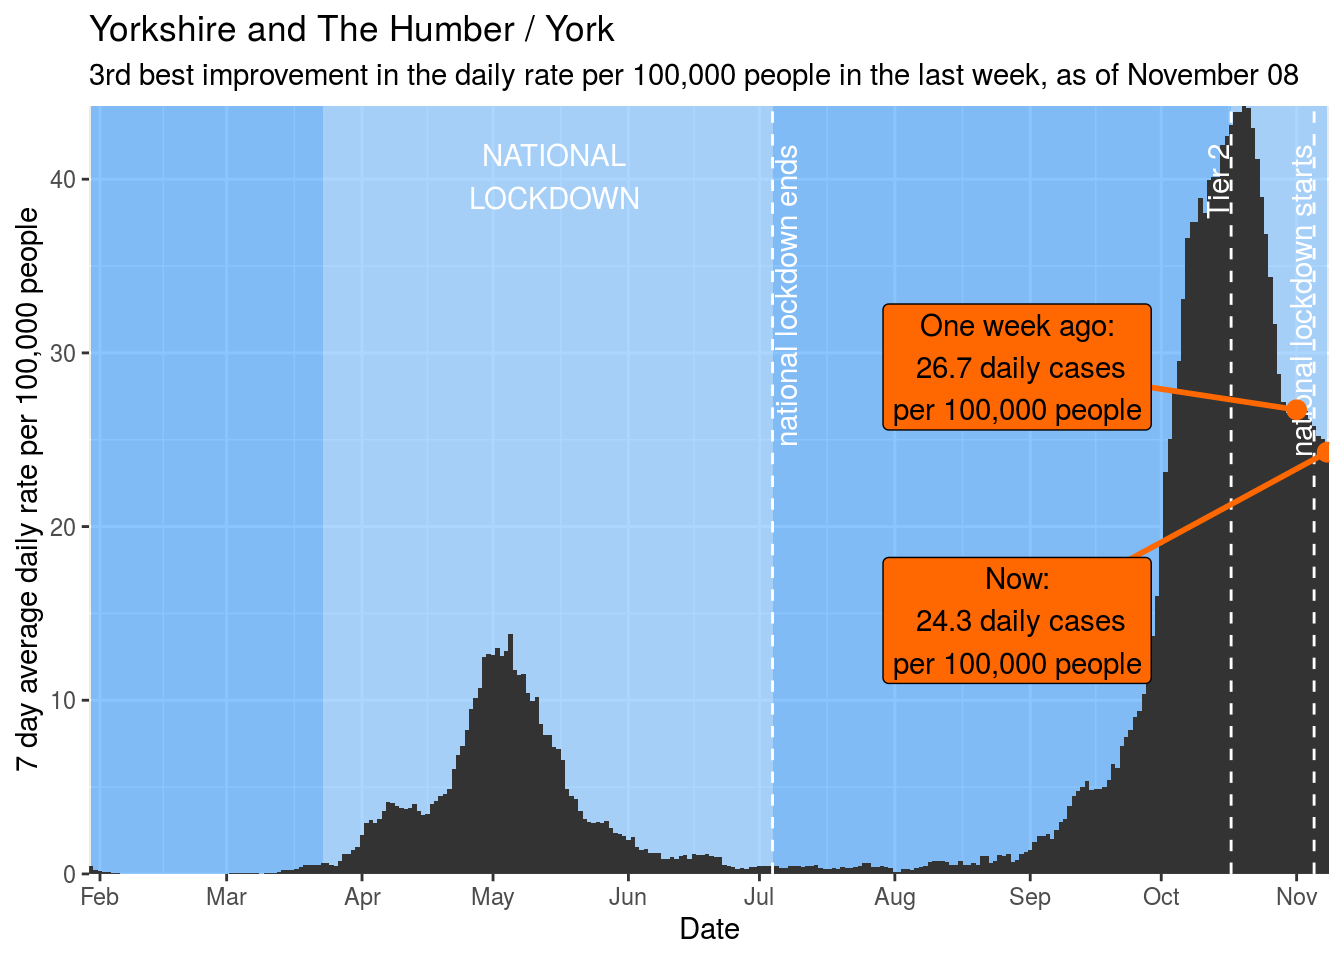 Yorkshire and The Humber / York
3rd best improvement in the daily rate per 100,000 people in the last week, as of November 08
7 day average daily rate per 100,000 people
40
30
20
10
0
NATIONAL
LOCKDOWN
national lockdown ends
Tier 2
national lockdown starts
One week ago:
26.7 daily cases
per 100,000 people
Now:
24.3 daily cases
per 100,000 people
Feb
Mar
Apr
May
Jun
Jul
Aug
Sep
Oct
Nov
Date